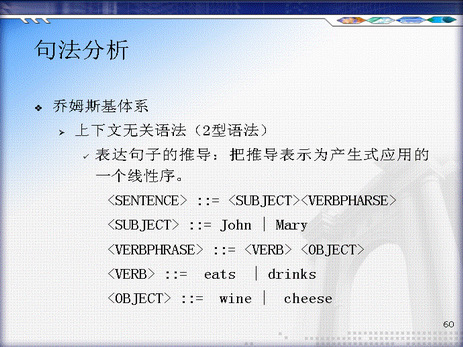 句法分析
乔姆斯基体系
上下文无关语法（2型语法）
表达句子的推导：把推导表示为产生式应用的
一个线性序。
<SENTENCE> ::= <SUBJECT><VERBPHARSE>
<SUBJECT> ::= John | Mary
<VERBPHRASE> ::= <VERB> <OBJECT>
<VERB> ::= eats | drinks
<OBJECT> ::= wine | cheese
60